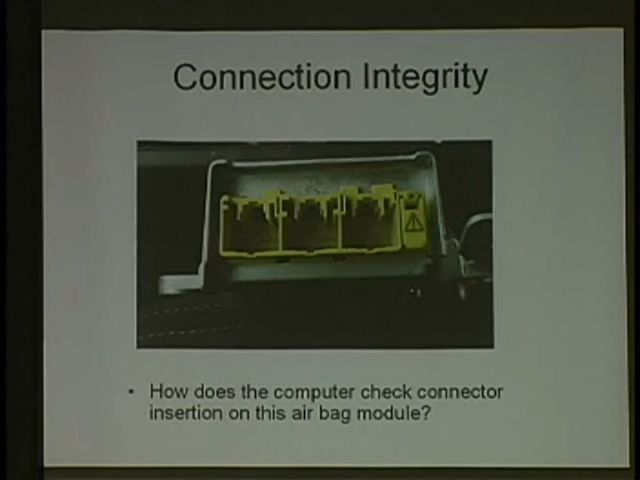 Connection Integrity
• How does the computer check connector
insertion on this air bag module?